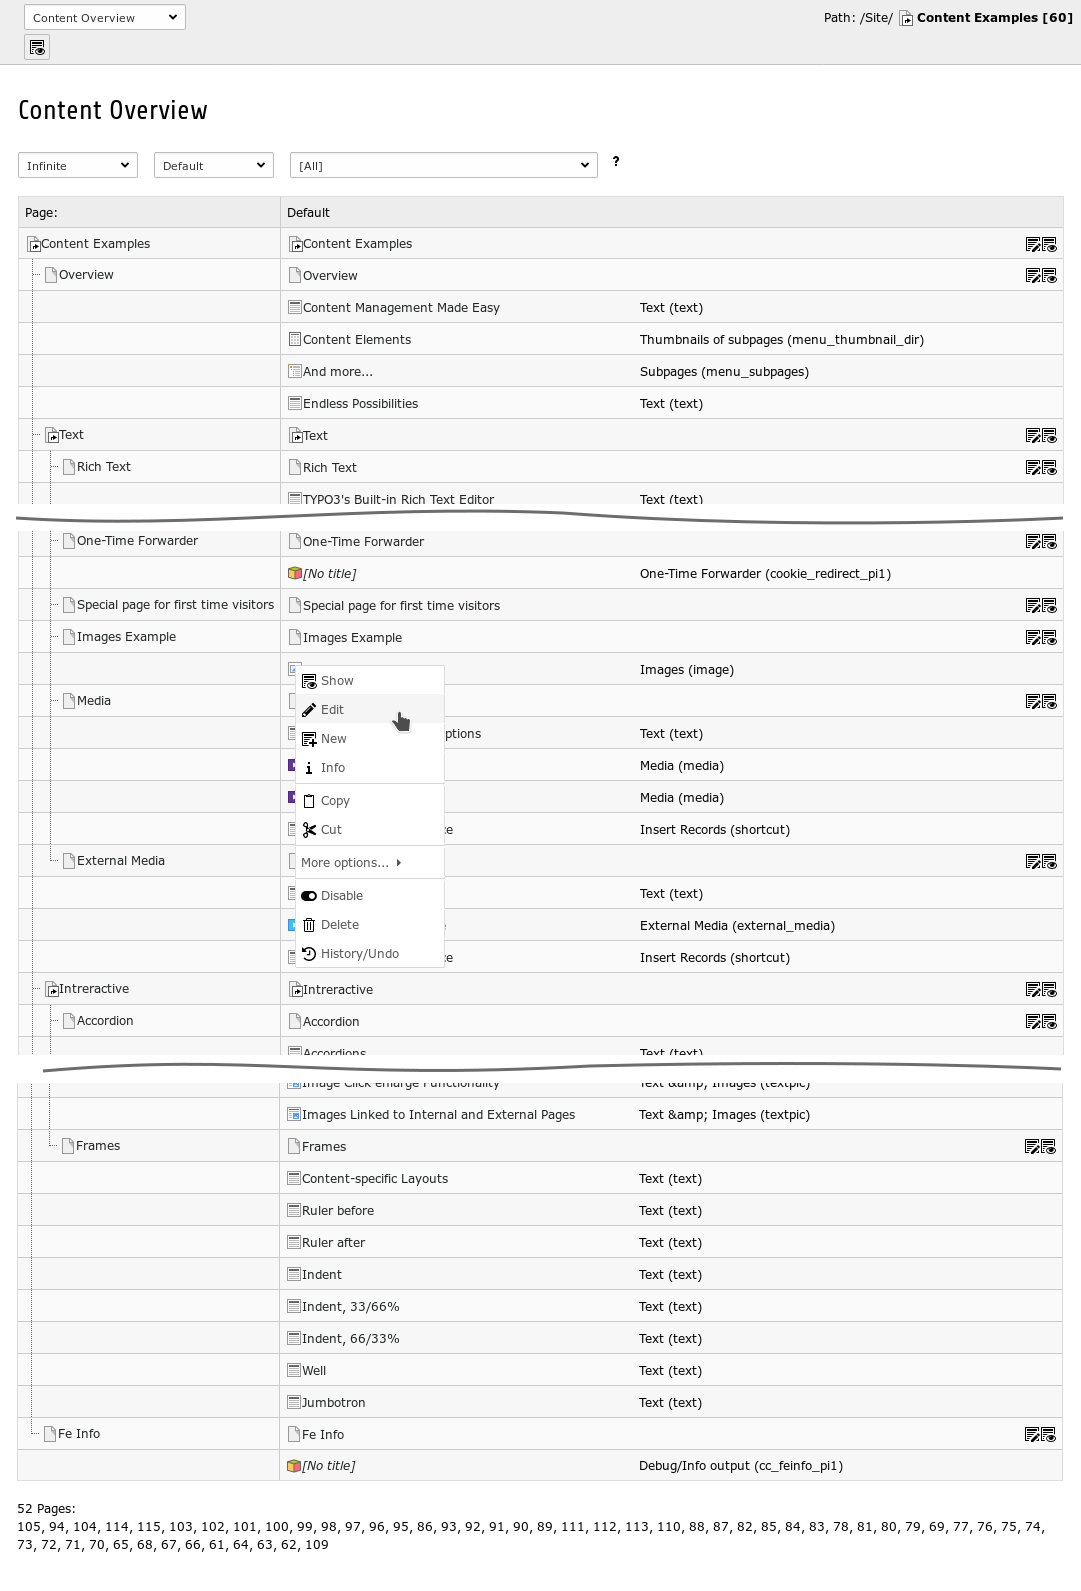 Content Overview
Path: /Site/ Content Examples [60]
Content Overview
Infinite Default [All] ?
Page: Default
Content Examples Content Examples
Overview Overview
Content Management Made Easy Text (text)
Content Elements Thumbnails of subpages (menu_thumbnail_dir)
And more... Subpages (menu_subpages)
Endless Possibilities Text (text)
Text Text
Rich Text Rich Text
TYPO3's Built-in Rich Text Editor Text (text)
One-Time Forwarder One-Time Forwarder
[No title] One-Time Forwarder (cookie_redirect_pi1)
Special page for first time visitors Special page for first time visitors
Images Example Images Example
Images (image)
Show
Media
Edit
ptions Text (text)
New
Media (media)
Info
Media (media)
Copy
Cut ce Insert Records (shortcut)
External Media
More options...
Disable Text (text)
Delete External Media (external_media)
History/Undo ce Insert Records (shortcut)
Intreractive Intreractive
Accordion Accordion
Accordions Text (text)
Image Click enlarge Functionality Text &amp; Images (textpic)
Images Linked to Internal and External Pages Text &amp; Images (textpic)
Frames Frames
Content-specific Layouts Text (text)
Ruler before Text (text)
Ruler after Text (text)
Indent Text (text)
Indent, 33/66% Text (text)
Indent, 66/33% Text (text)
Well Text (text)
Jumbotron Text (text)
Fe Info Fe Info
[No title] Debug/Info output (cc_feinfo_pi1)
52 Pages:
105, 94, 104, 114, 115, 103, 102, 101, 100, 99, 98, 97, 96, 95, 86, 93, 92, 91, 90, 89, 111, 112, 113, 110, 88, 87, 82, 85, 84, 83, 78, 81, 80, 79, 69, 77, 76, 75, 74,
73, 72, 71, 70, 65, 68, 67, 66, 61, 64, 63, 62, 109